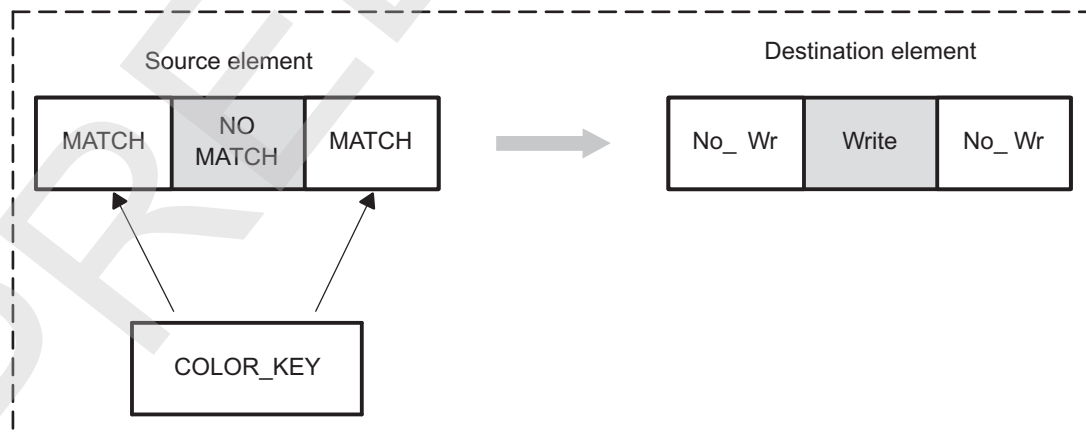 Source element
Destination element
MATCH
NO
MATCH
MATCH
No_ Wr
Write
No_ Wr
COLOR_KEY